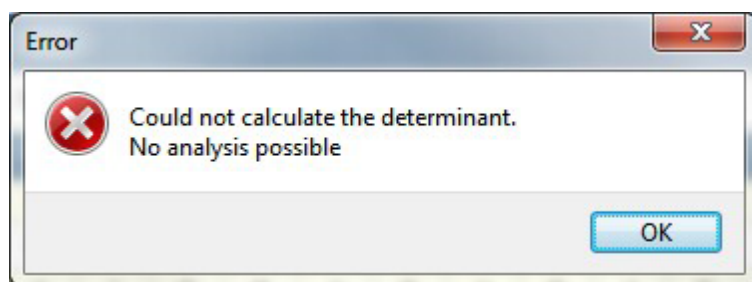 Error
Could not calculate the determinant.
No analysis possible
OK